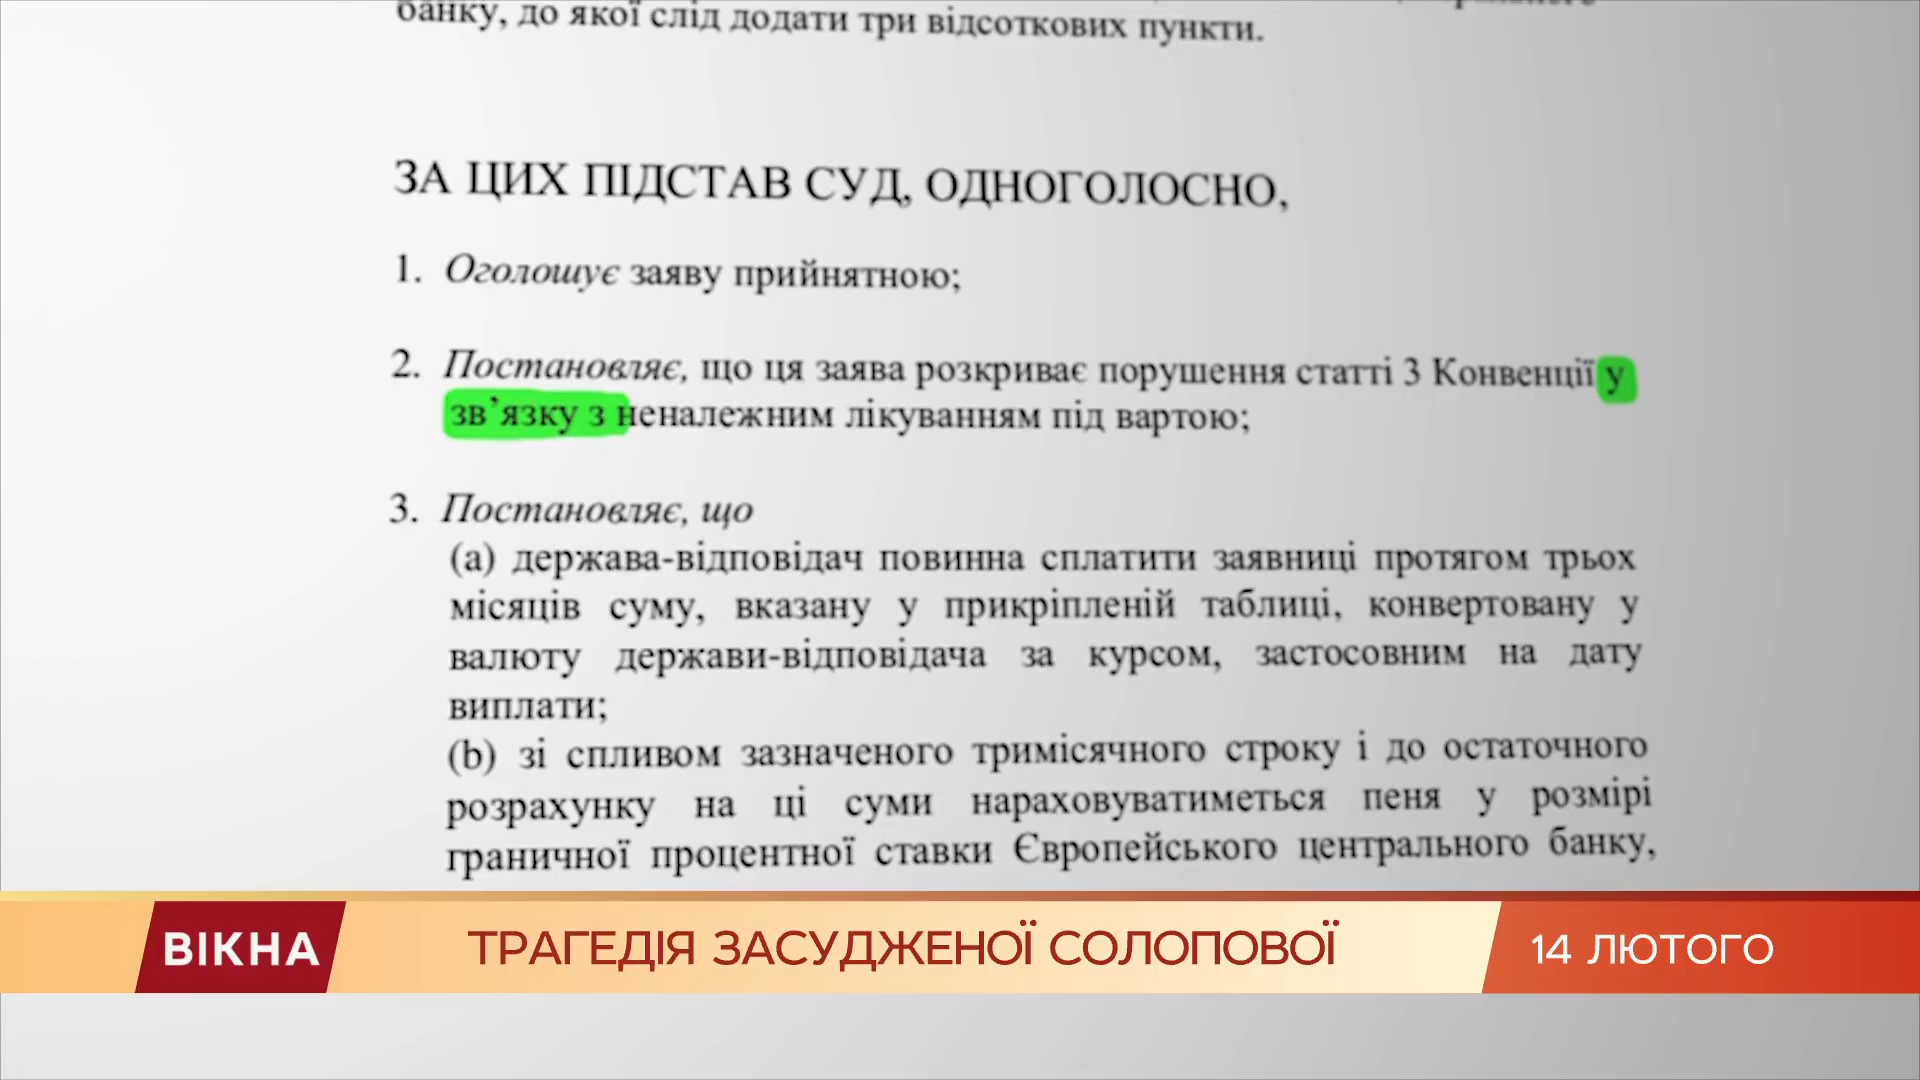 банку, до якої слід додати три відсоткових пункти.
ЗА ЦИХ ПІДСТАВ СУД, ОДНОГОЛОСНО,
1. Оголошує заяву прийнятною;
2. Постановляє, що ця заява розкриває порушення статті 3 Конвенції у
зв’язку з неналежним лікуванням під вартою;
3. Постановляє, що
(a) держава-відповідач повинна сплатити заявниці протягом трьох
місяців суму, вказану у прикріпленій таблиці, конвертовану у
валюту держави-відповідача за курсом, застосовним на дату
виплати;
(b) зі спливом зазначеного тримісячного строку і до остаточного
розрахунку на ці суми нараховуватиметься пеня у розмірі
граничної процентної ставки Європейського центрального банку,
ВІКНА
ТРАГЕДІЯ ЗАСУДЖЕНОЇ СОЛОПОВОЇ
14 ЛЮТОГО